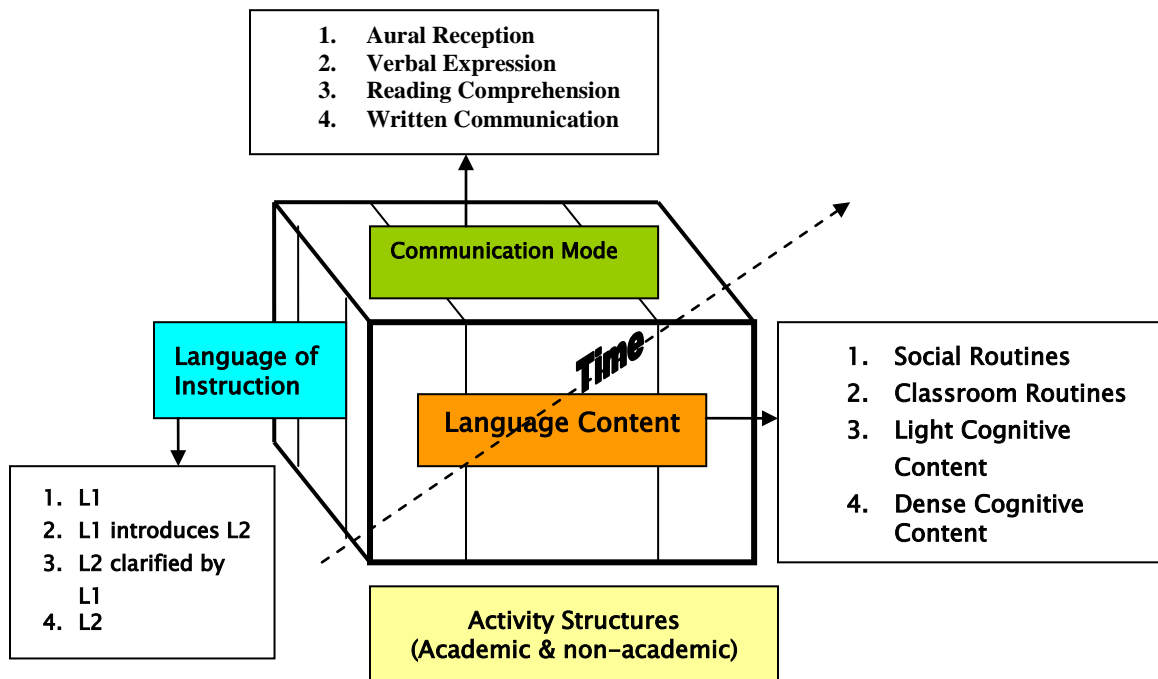 1. Aural Reception
2. Verbal Expression
3. Reading Comprehension
4. Written Communication
Communication Mode
Language of
Instruction
Time
Language Content
1. Social Routines
2. Classroom Routines
3. Light Cognitive
Content
4. Dense Cognitive
Content
1. L1
2. L1 introduces L2
3. L2 clarified by
L1
4. L2
Activity Structures
(Academic & non-academic)